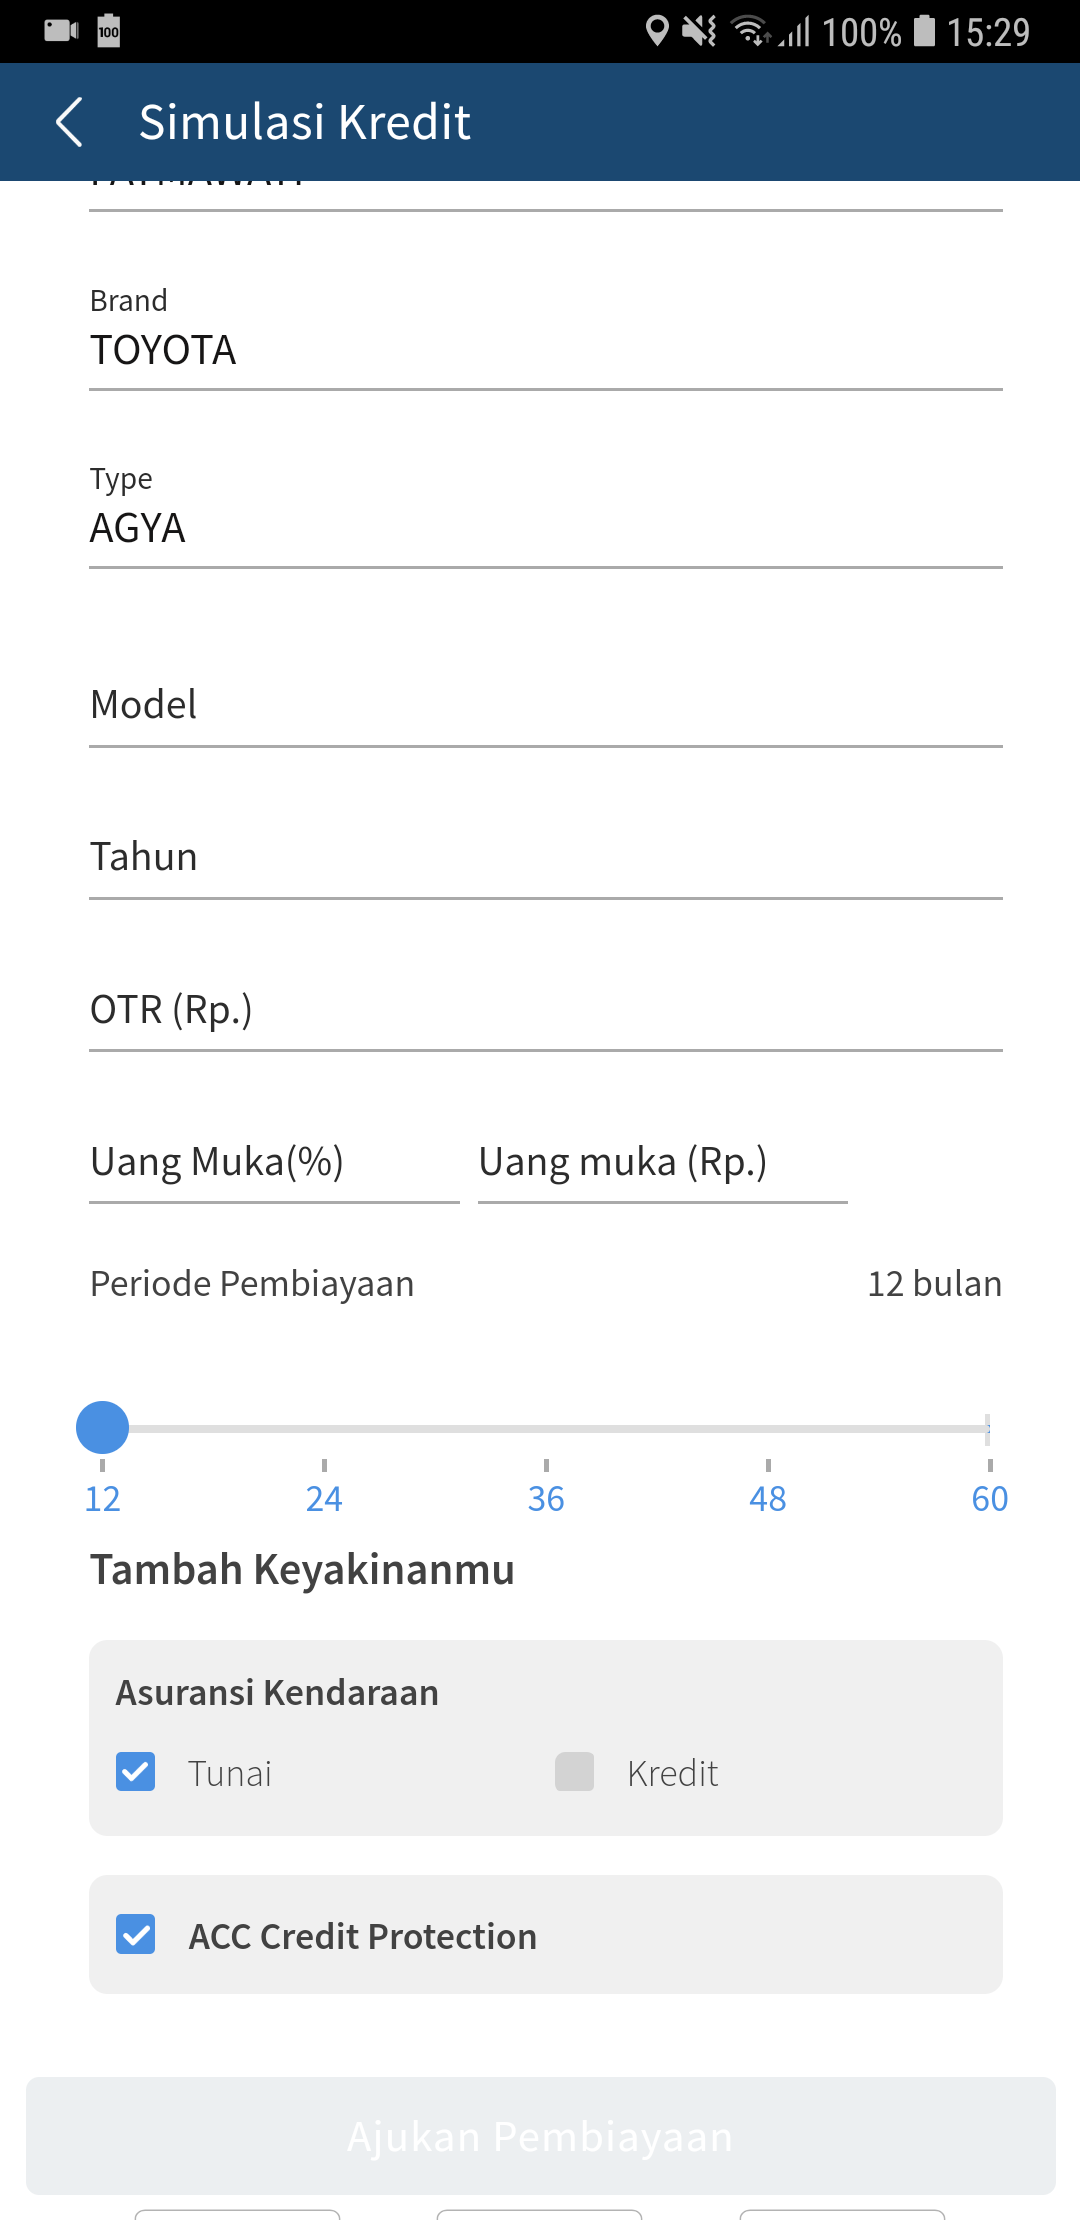 100 100% 15:29
Simulasi Kredit
Brand
TOYOTA
Type
AGYA
Model
Tahun
OTR (Rp.)
Uang Muka(%) Uang muka (Rp.)
Periode Pembiayaan 12 bulan
12 24 36 48 60
Tambah Keyakinanmu
Asuransi Kendaraan
Tunai Kredit
ACC Credit Protection
Ajukan Pembiayaan